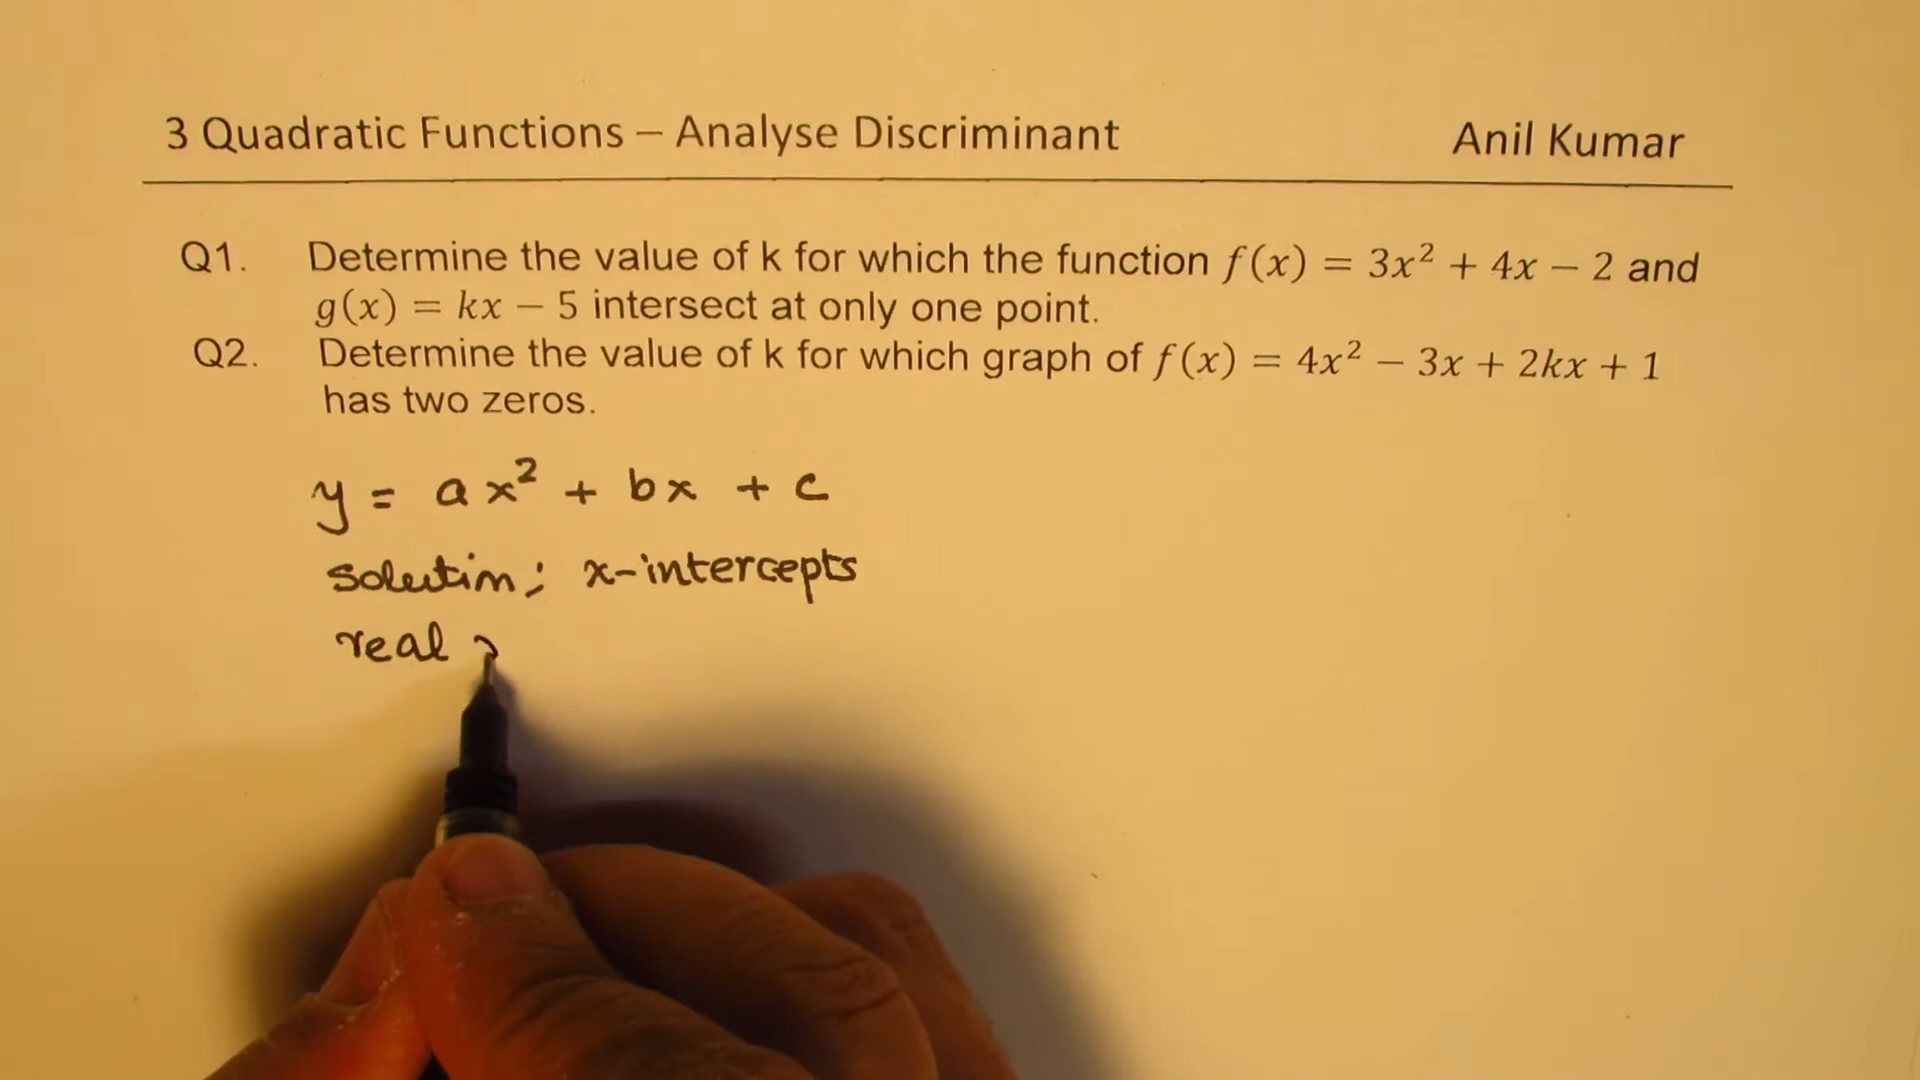 3 Quadratic Functions – Analyse Discriminant Anil Kumar
Q1. Determine the value of k for which the function f(x) = 3x² + 4x − 2 and
g(x) = kx − 5 intersect at only one point.
Q2. Determine the value of k for which graph of f(x) = 4x² − 3x + 2kx + 1
has two zeros.
y = ax² + bx + c
solution; x-intercepts
real